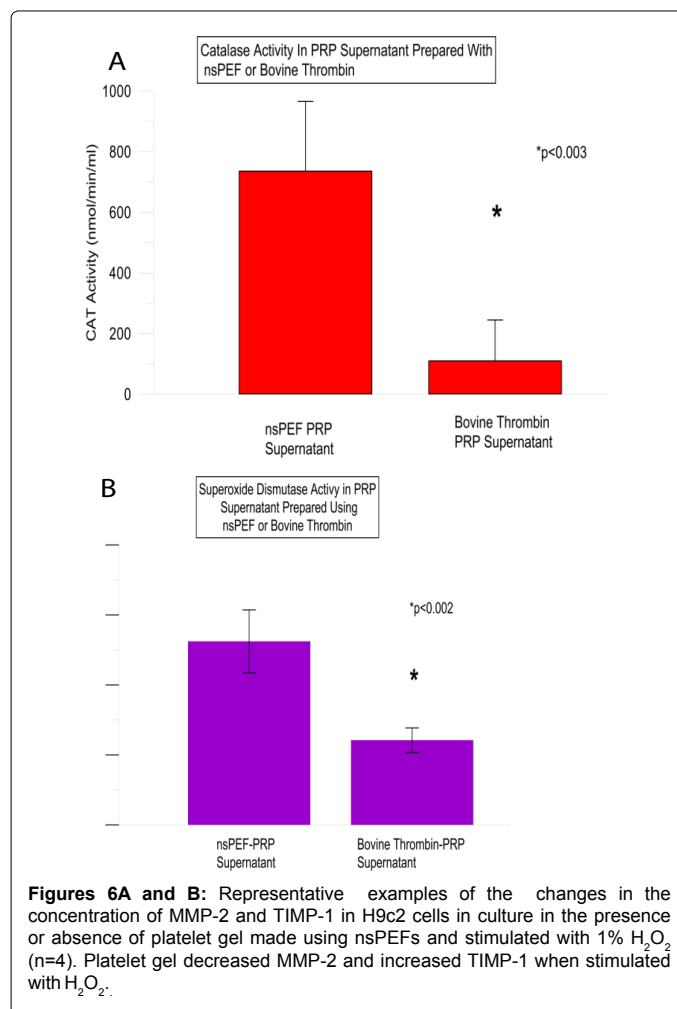 A
Catalase Activity In PRP Supernatant Prepared With
nsPEF or Bovine Thrombin
1000
800
600
400
200
0
CAT Activity (nmol/min/ml)
*p<0.003
*
nsPEF PRP
Supernatant
Bovine Thrombin
PRP Supernatant
B
Superoxide Dismutase Activy in PRP
Supernatant Prepared Using
nsPEF or Bovine Thrombin
*p<0.002
*
nsPEF-PRP
Supernatant
Bovine Thrombin-PRP
Supernatant
Figures 6A and B: Representative examples of the changes in the
concentration of MMP-2 and TIMP-1 in H9c2 cells in culture in the presence
or absence of platelet gel made using nsPEFs and stimulated with 1% H₂O₂
(n=4). Platelet gel decreased MMP-2 and increased TIMP-1 when stimulated
with H₂O₂.